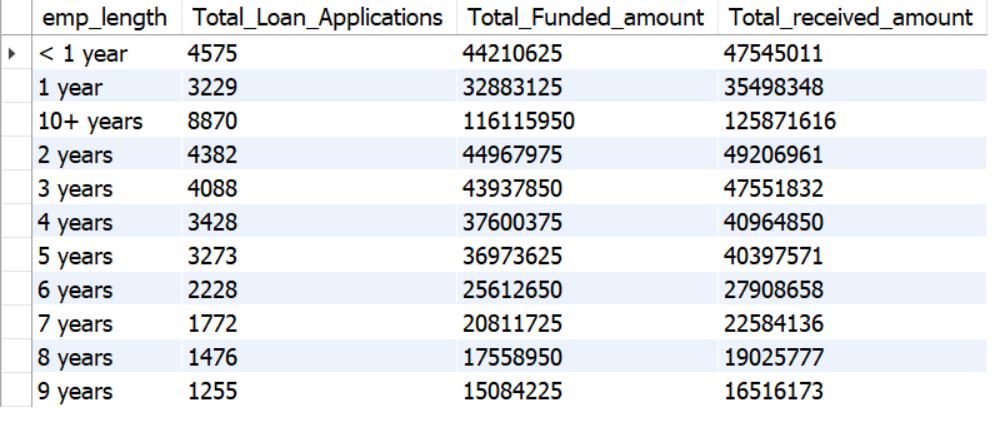 emp_length Total_Loan_Applications Total_Funded_amount Total_received_amount
< 1 year 4575 44210625 47545011
1 year 3229 32883125 35498348
10+ years 8870 116115950 125871616
2 years 4382 44967975 49206961
3 years 4088 43937850 47551832
4 years 3428 37600375 40964850
5 years 3273 36973625 40397571
6 years 2228 25612650 27908658
7 years 1772 20811725 22584136
8 years 1476 17558950 19025777
9 years 1255 15084225 16516173